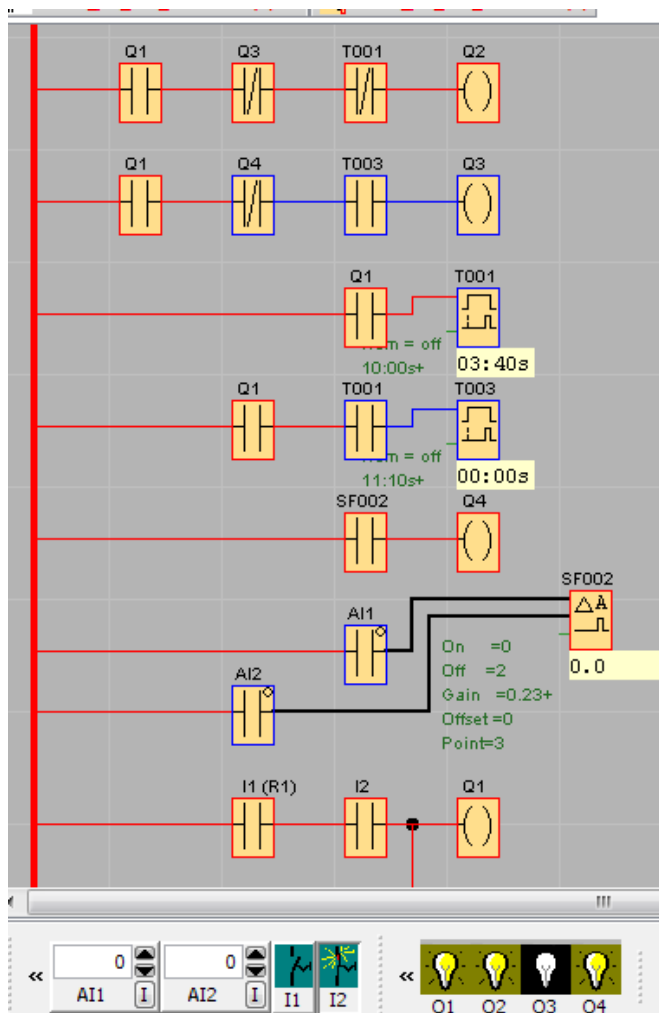 Q1 Q3 T001 Q2
Q1 Q4 T003 Q3
Q1 T001
= off
10:00s+ 03:40s
Q1 T001 T003
= off
11:10s+ 00:00s
SF002 Q4
SF002
AI1
0.0
On =0
AI2 Off =2
Gain =0.23+
Offset =0
Point=3
I1 (R1) I2 Q1
« 0 0 «
AI1 I AI2 I I1 I2 Q1 Q2 Q3 Q4